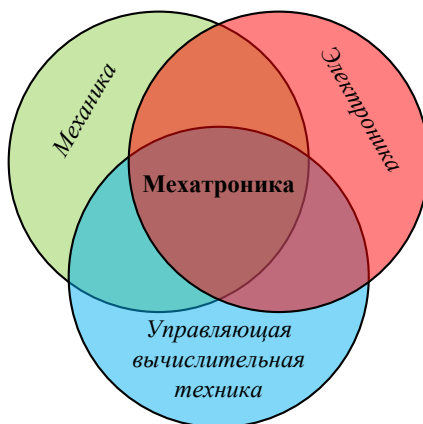 Механика
Электроника
Мехатроника
Управляющая
вычислительная
техника